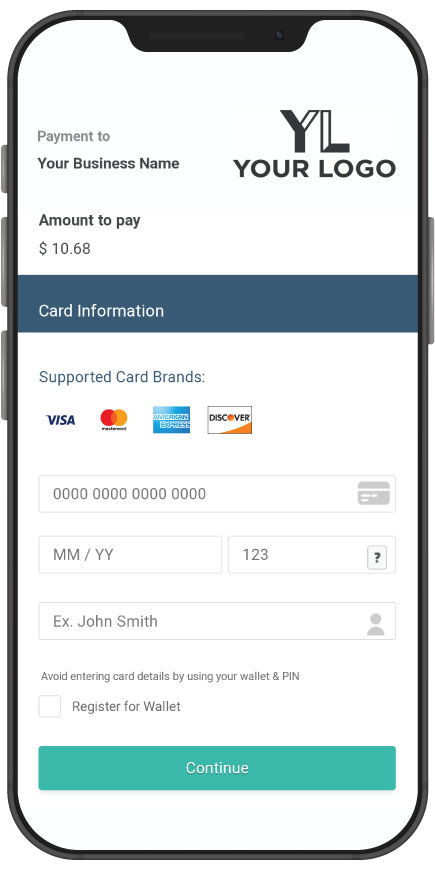 Payment to
Your Business Name
YL
YOUR LOGO
Amount to pay
$ 10.68
Card Information
Supported Card Brands:
VISA
mastercard
AMERICAN
EXPRESS
DISCOVER
0000 0000 0000 0000
MM / YY
123
?
Ex. John Smith
Avoid entering card details by using your wallet & PIN
Register for Wallet
Continue